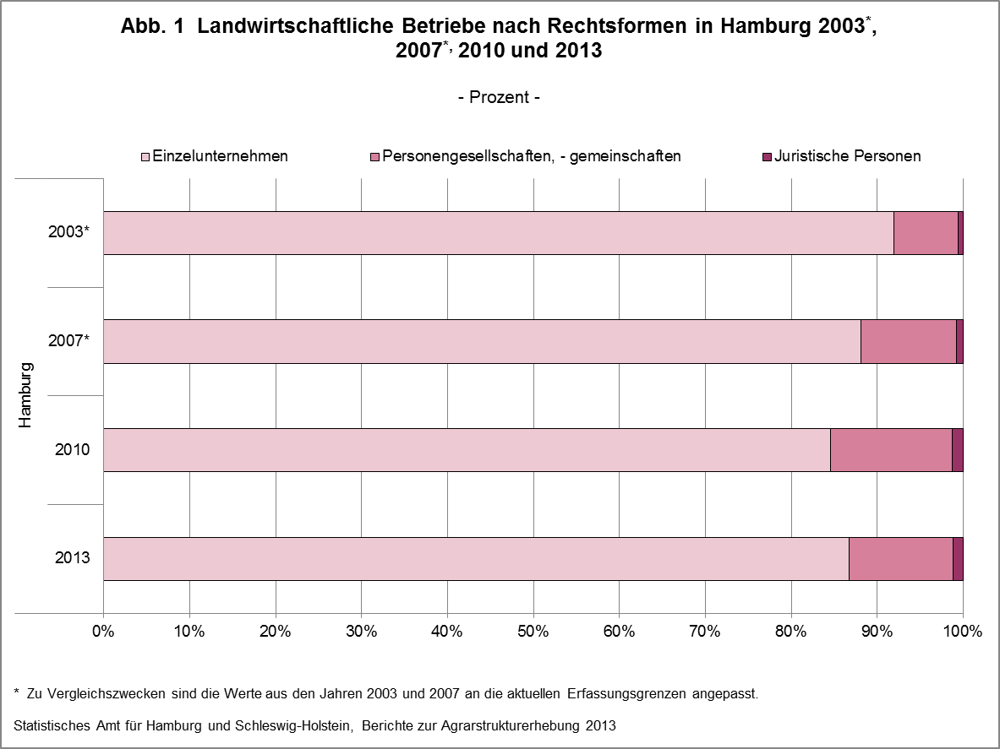 Abb. 1  Landwirtschaftliche Betriebe nach Rechtsformen in Hamburg 2003*,
2007*, 2010 und 2013
- Prozent -
Einzelunternehmen
Personengesellschaften, - gemeinschaften
Juristische Personen
Hamburg
2003*
2007*
2010
2013
0% 10% 20% 30% 40% 50% 60% 70% 80% 90% 100%
*  Zu Vergleichszwecken sind die Werte aus den Jahren 2003 und 2007 an die aktuellen Erfassungsgrenzen angepasst.
Statistisches Amt für Hamburg und Schleswig-Holstein,  Berichte zur Agrarstrukturerhebung 2013